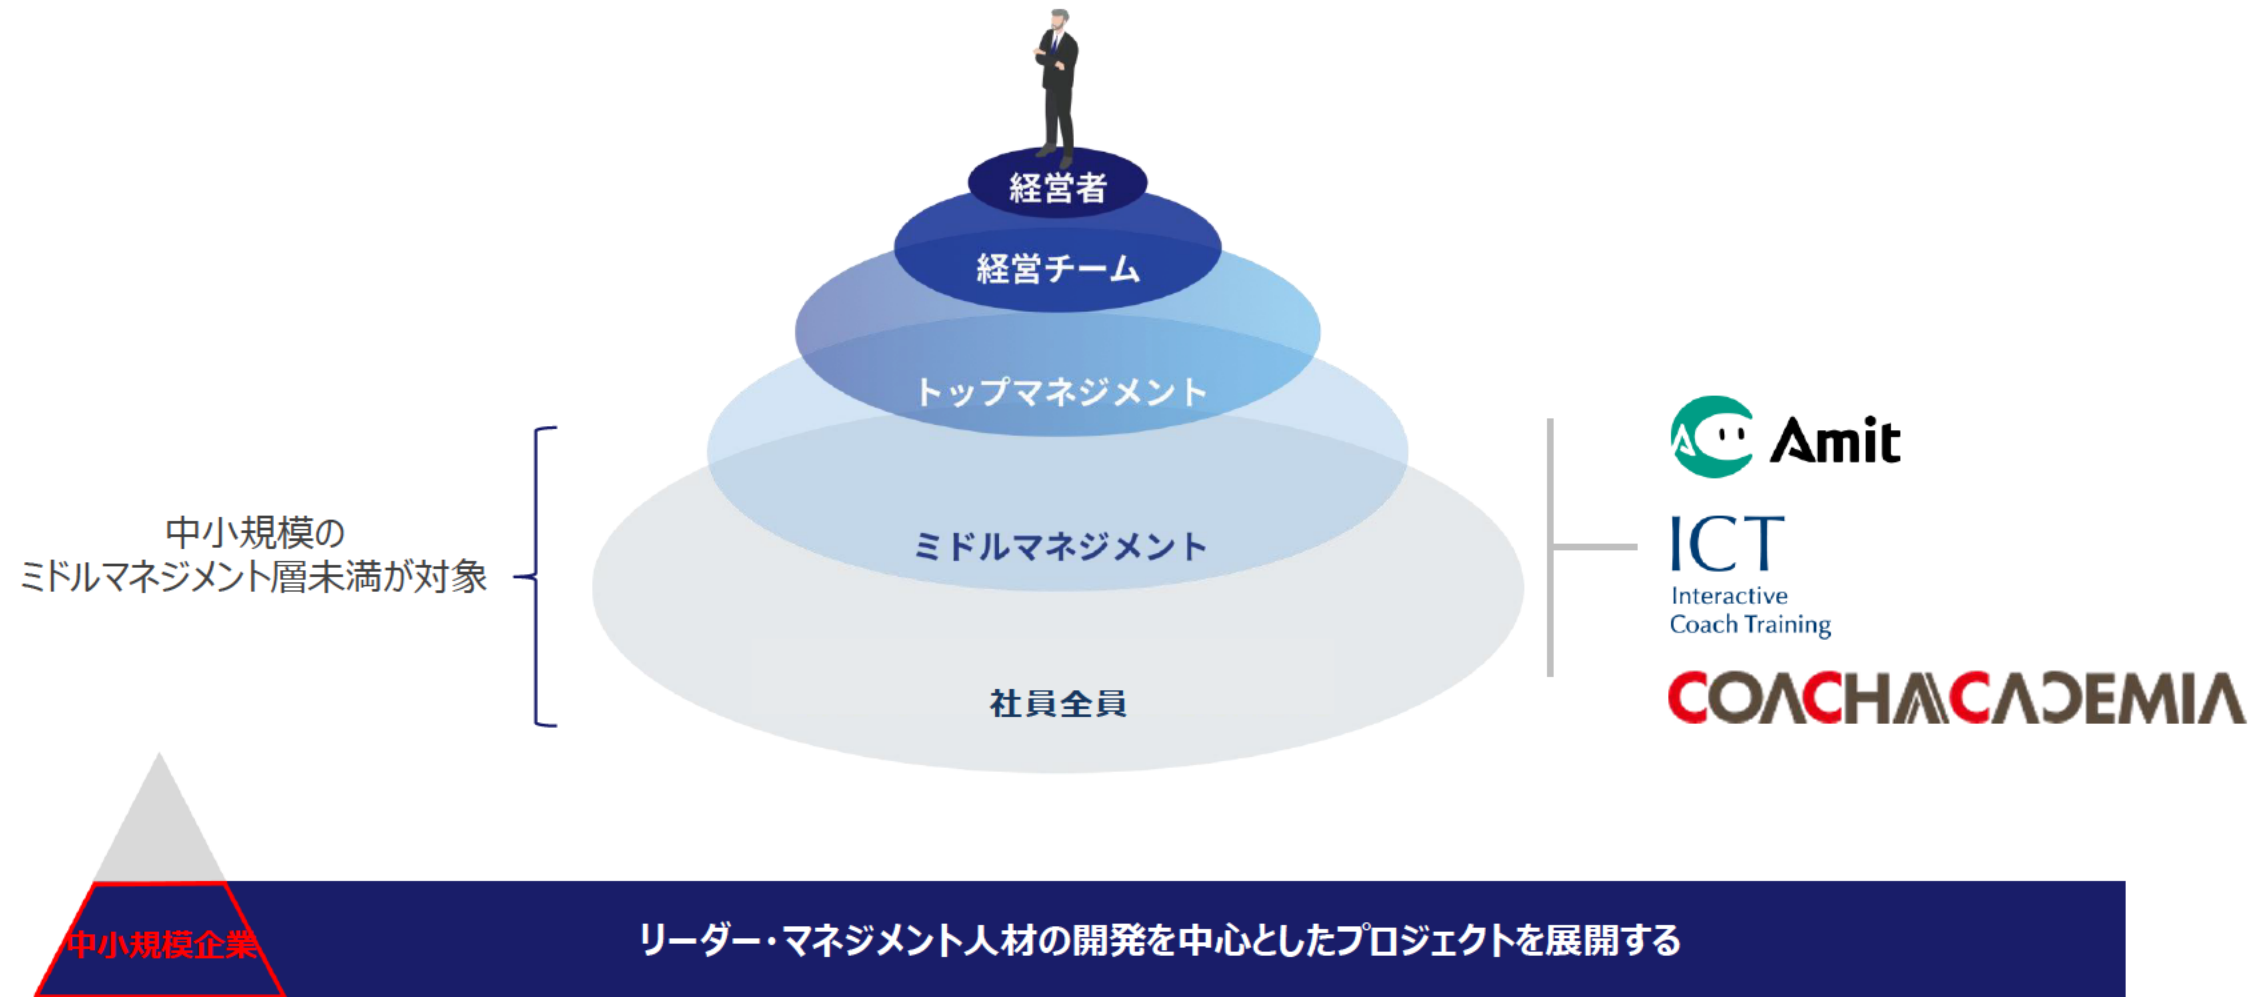 経営者
経営チーム
トップマネジメント
ミドルマネジメント
社員全員
中小規模の
ミドルマネジメント層未満が対象
Amit
ICT
Interactive
Coach Training
COACHACADEMIA
中小規模企業
リーダー・マネジメント人材の開発を中心としたプロジェクトを展開する